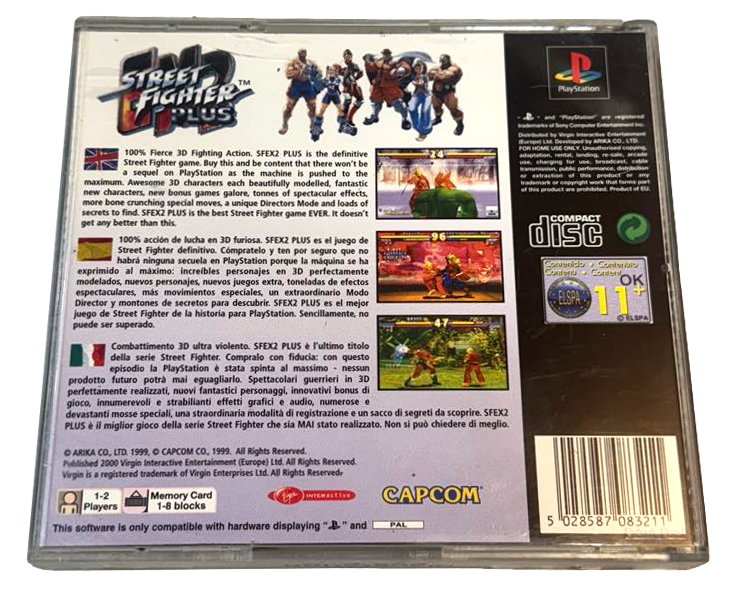 STREET
EX2
FIGHTER™
PLUS
100% Fierce 3D Fighting Action. SFEX2 PLUS is the definitive
Street Fighter game. Buy this and be content that there won't be
a sequel on PlayStation as the machine is pushed to the
maximum. Awesome 3D characters each beautifully modelled, fantastic
new characters, new bonus games galore, tonnes of spectacular effects,
more bone crunching special moves, a unique Directors Mode and loads of
secrets to find. SFEX2 PLUS is the best Street Fighter game EVER. It doesn't
get any better than this.
100% acción de lucha en 3D furiosa. SFEX2 PLUS es el juego de
Street Fighter definitivo. Cómpratelo y ten por seguro que no
habrá ninguna secuela en PlayStation porque la máquina se ha
exprimido al máximo: increíbles personajes en 3D perfectamente
modelados, nuevos personajes, nuevos juegos extra, toneladas de efectos
espectaculares, más movimientos especiales, un extraordinario Modo
Director y montones de secretos para descubrir. SFEX2 PLUS es el mejor
juego de Street Fighter de la historia para PlayStation. Sencillamente, no
puede ser superado.
Combattimento 3D ultra violento. SFEX2 PLUS è l'ultimo titolo
della serie Street Fighter. Compralo con fiducia: con questo
episodio la PlayStation è stata spinta al massimo - nessun
prodotto futuro potrà mai eguagliarlo. Spettacolari guerrieri in 3D
perfettamente realizzati, nuovi fantastici personaggi, innovativi bonus di
gioco, innumerevoli e strabilianti effetti grafici e audio, numerose e
devastanti mosse speciali, una straordinaria modalità di registrazione e un sacco di segreti da scoprire. SFEX2
PLUS è il miglior gioco della serie Street Fighter che sia MAI stato realizzato. Non si può chiedere di meglio.
24
96
47
© ARIKA CO., LTD. 1999, © CAPCOM CO., 1999. All Rights Reserved.
Published 2000 Virgin Interactive Entertainment (Europe) Ltd. All Rights Reserved.
Virgin is a registered trademark of Virgin Enterprises Ltd. All Rights Reserved.
1-2
Players
Memory Card
1-8 blocks
Virgin INTERACTIVE
CAPCOM
This software is only compatible with hardware displaying " " and PAL
PlayStation
" " and "PlayStation" are registered
trademarks of Sony Computer Entertainment Inc.
Distributed by Virgin Interactive Entertainment
(Europe) Ltd. Developed by ARIKA CO., LTD.
FOR HOME USE ONLY. Unauthorised copying,
adaptation, rental, lending, re-sale, arcade
use, charging for use, broadcast, cable
transmission, public performance, distribution
or extraction of this product or any
trademark or copyright work that forms part
of this product are prohibited. Product of EU.
COMPACT
disc
Contenido • Contenuto
Contenu • Content
ELSPA
OK
11+
© ELSPA
5 028587 083211